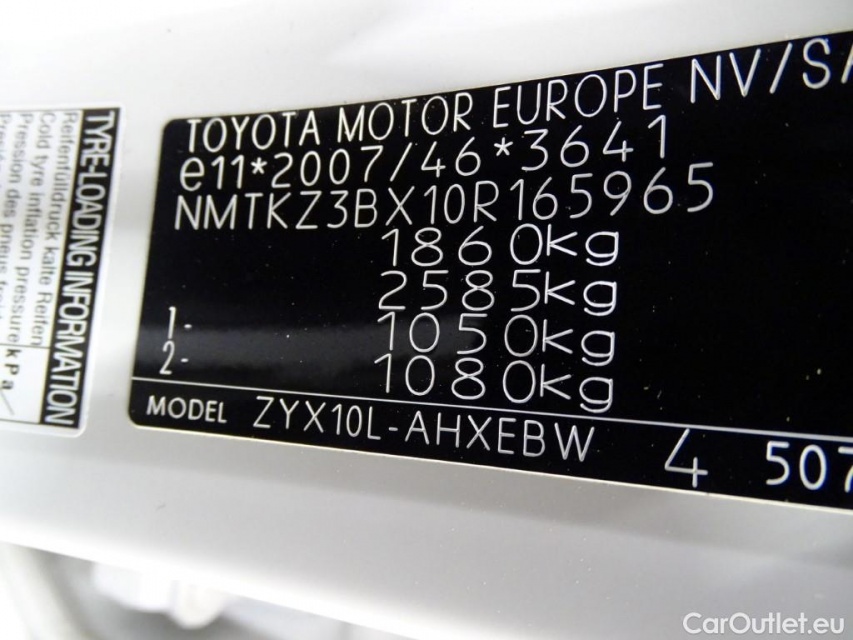 TOYOTA MOTOR EUROPE NV/SA
e11*2007/46*3641
NMTKZ3BX10R165965
1860kg
2585kg
1- 1050kg
2- 1080kg
MODEL ZYX10L-AHXEBW 4 507
TYRE-LOADING INFORMATION
Reifenfülldruck kalte Reifen
Cold tyre inflation pressure
Pression des pneus
kPa/
CarOutlet.eu